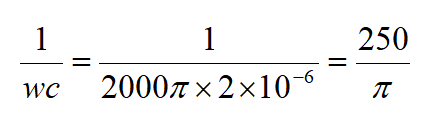 1/wc = 1/(2000π×2×10⁻⁶) = 250/π